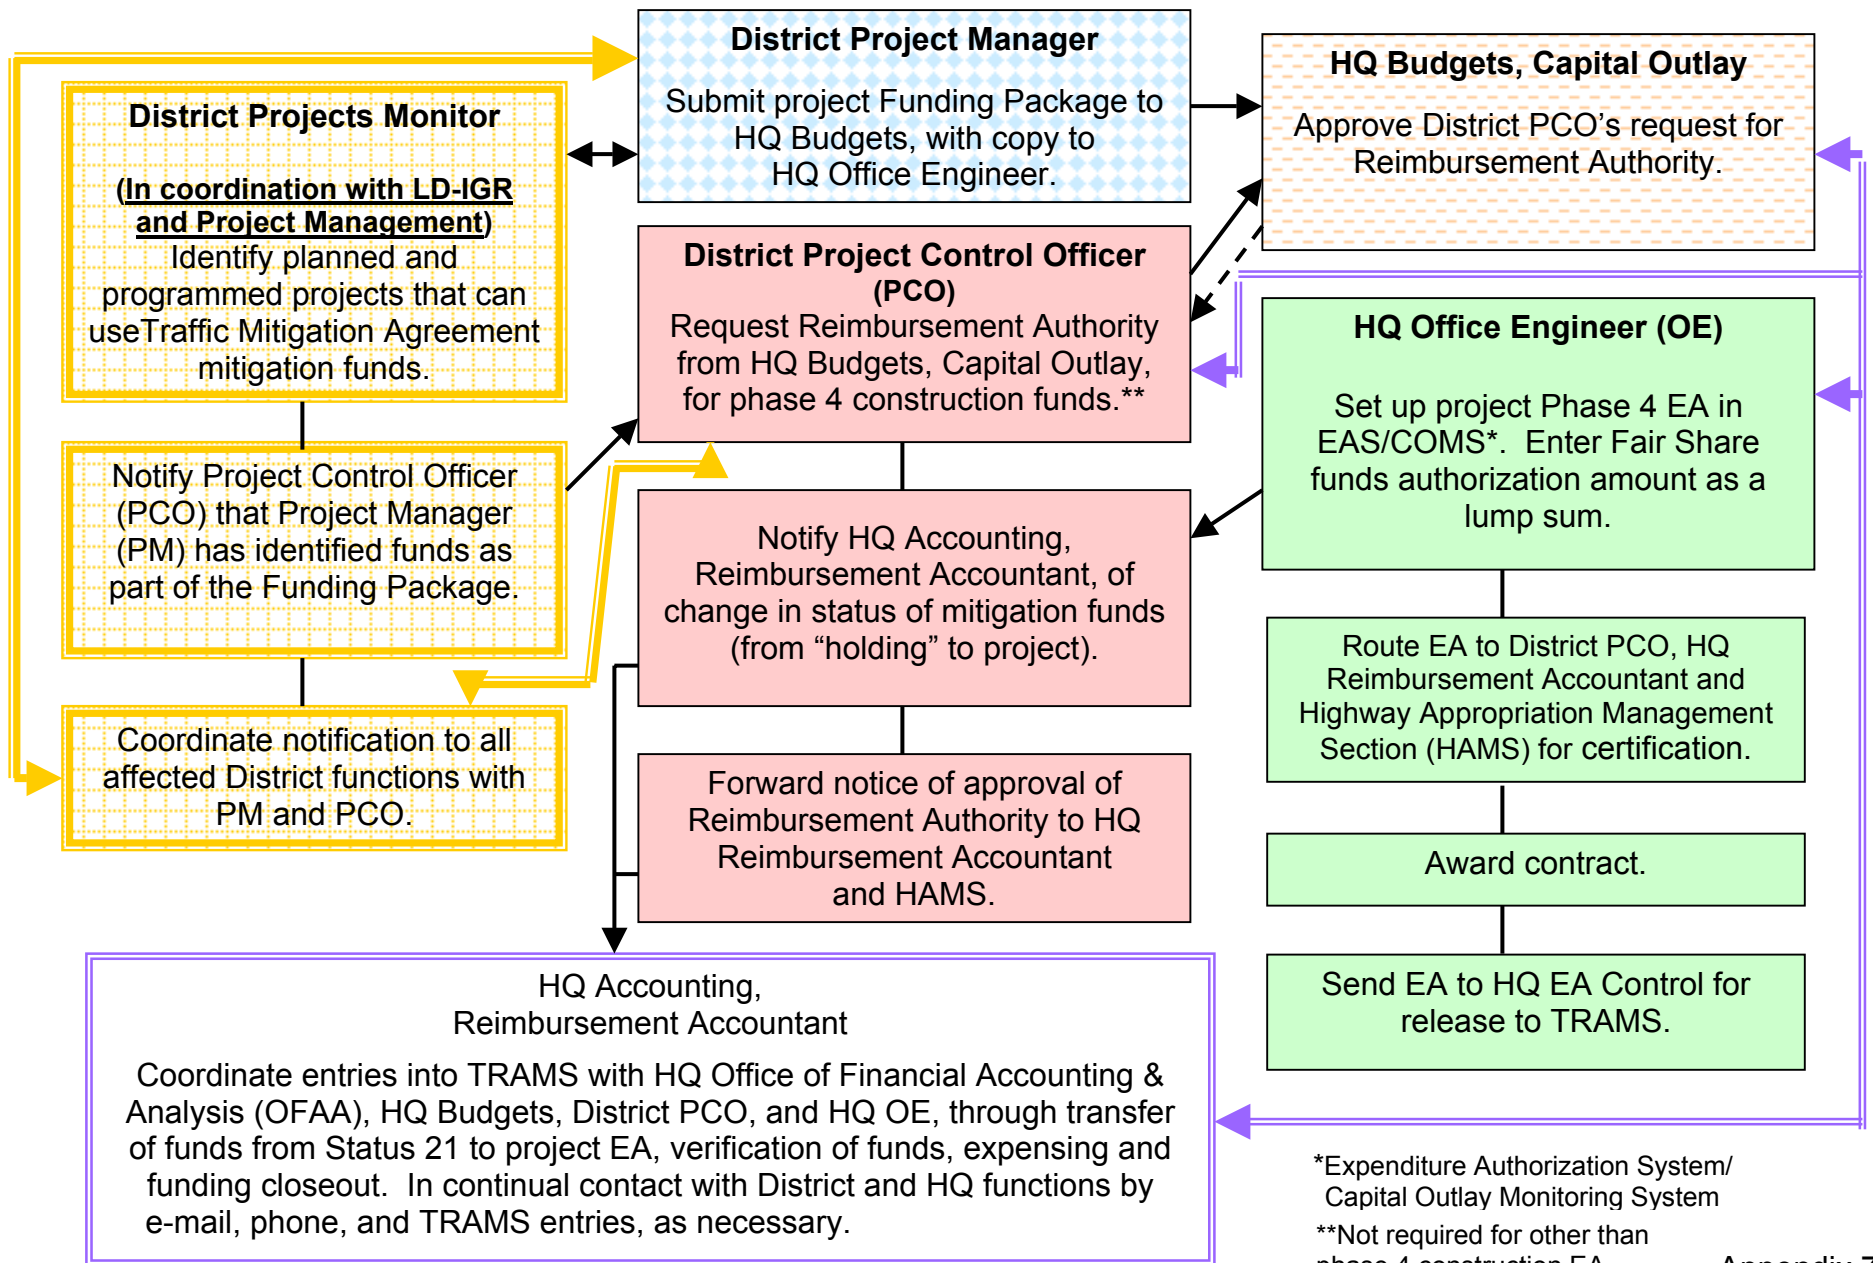 District Project Manager
Submit project Funding Package to
HQ Budgets, with copy to
HQ Office Engineer.
HQ Budgets, Capital Outlay
Approve District PCO's request for
Reimbursement Authority.
District Projects Monitor
(In coordination with LD-IGR
and Project Management)
Identify planned and
programmed projects that can
useTraffic Mitigation Agreement
mitigation funds.
District Project Control Officer
(PCO)
Request Reimbursement Authority
from HQ Budgets, Capital Outlay,
for phase 4 construction funds.**
HQ Office Engineer (OE)
Set up project Phase 4 EA in
EAS/COMS*.  Enter Fair Share
funds authorization amount as a
lump sum.
Notify Project Control Officer
(PCO) that Project Manager
(PM) has identified funds as
part of the Funding Package.
Notify HQ Accounting,
Reimbursement Accountant, of
change in status of mitigation funds
(from “holding” to project).
Route EA to District PCO, HQ
Reimbursement Accountant and
Highway Appropriation Management
Section (HAMS) for certification.
Coordinate notification to all
affected District functions with
PM and PCO.
Forward notice of approval of
Reimbursement Authority to HQ
Reimbursement Accountant
and HAMS.
Award contract.
Send EA to HQ EA Control for
release to TRAMS.
HQ Accounting,
Reimbursement Accountant
Coordinate entries into TRAMS with HQ Office of Financial Accounting &
Analysis (OFAA), HQ Budgets, District PCO, and HQ OE, through transfer
of funds from Status 21 to project EA, verification of funds, expensing and
funding closeout.  In continual contact with District and HQ functions by
e-mail, phone, and TRAMS entries, as necessary.
*Expenditure Authorization System/
Capital Outlay Monitoring System
**Not required for other than
phase 4 construction EA
Appendix 7